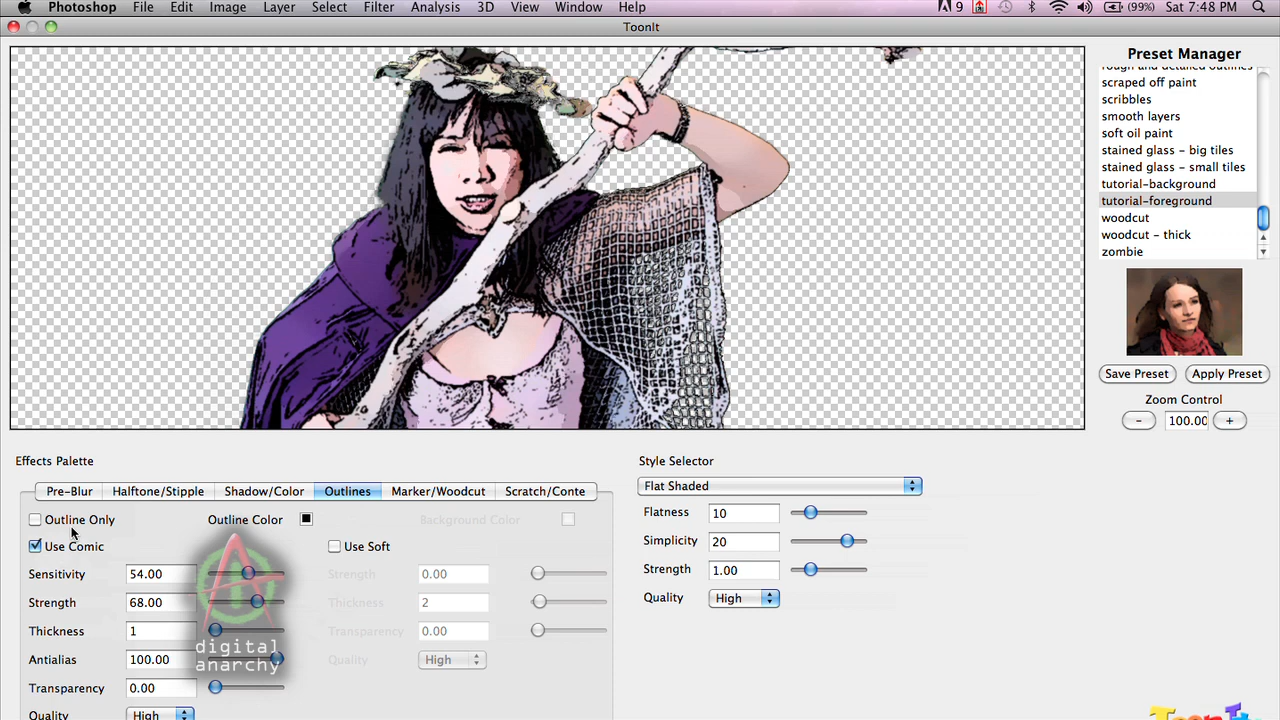 Photoshop File Edit Image Layer Select Filter Analysis 3D View Window Help 9 (99%) Sat 7:48 PM
ToonIt
Preset Manager
rough and detailed outlines
scraped off paint
scribbles
smooth layers
soft oil paint
stained glass - big tiles
stained glass - small tiles
tutorial-background
tutorial-foreground
woodcut
woodcut - thick
zombie
Save Preset Apply Preset
Zoom Control
- 100.00 +
Effects Palette
Pre-Blur Halftone/Stipple Shadow/Color Outlines Marker/Woodcut Scratch/Conte
Outline Only Outline Color Background Color
Use Comic Use Soft
Sensitivity 54.00 Strength 0.00
Strength 68.00 Thickness 2
Thickness 1 Transparency 0.00
Antialias 100.00 Quality High
Transparency 0.00
Quality High
digital
anarchy
Style Selector
Flat Shaded
Flatness 10
Simplicity 20
Strength 1.00
Quality High